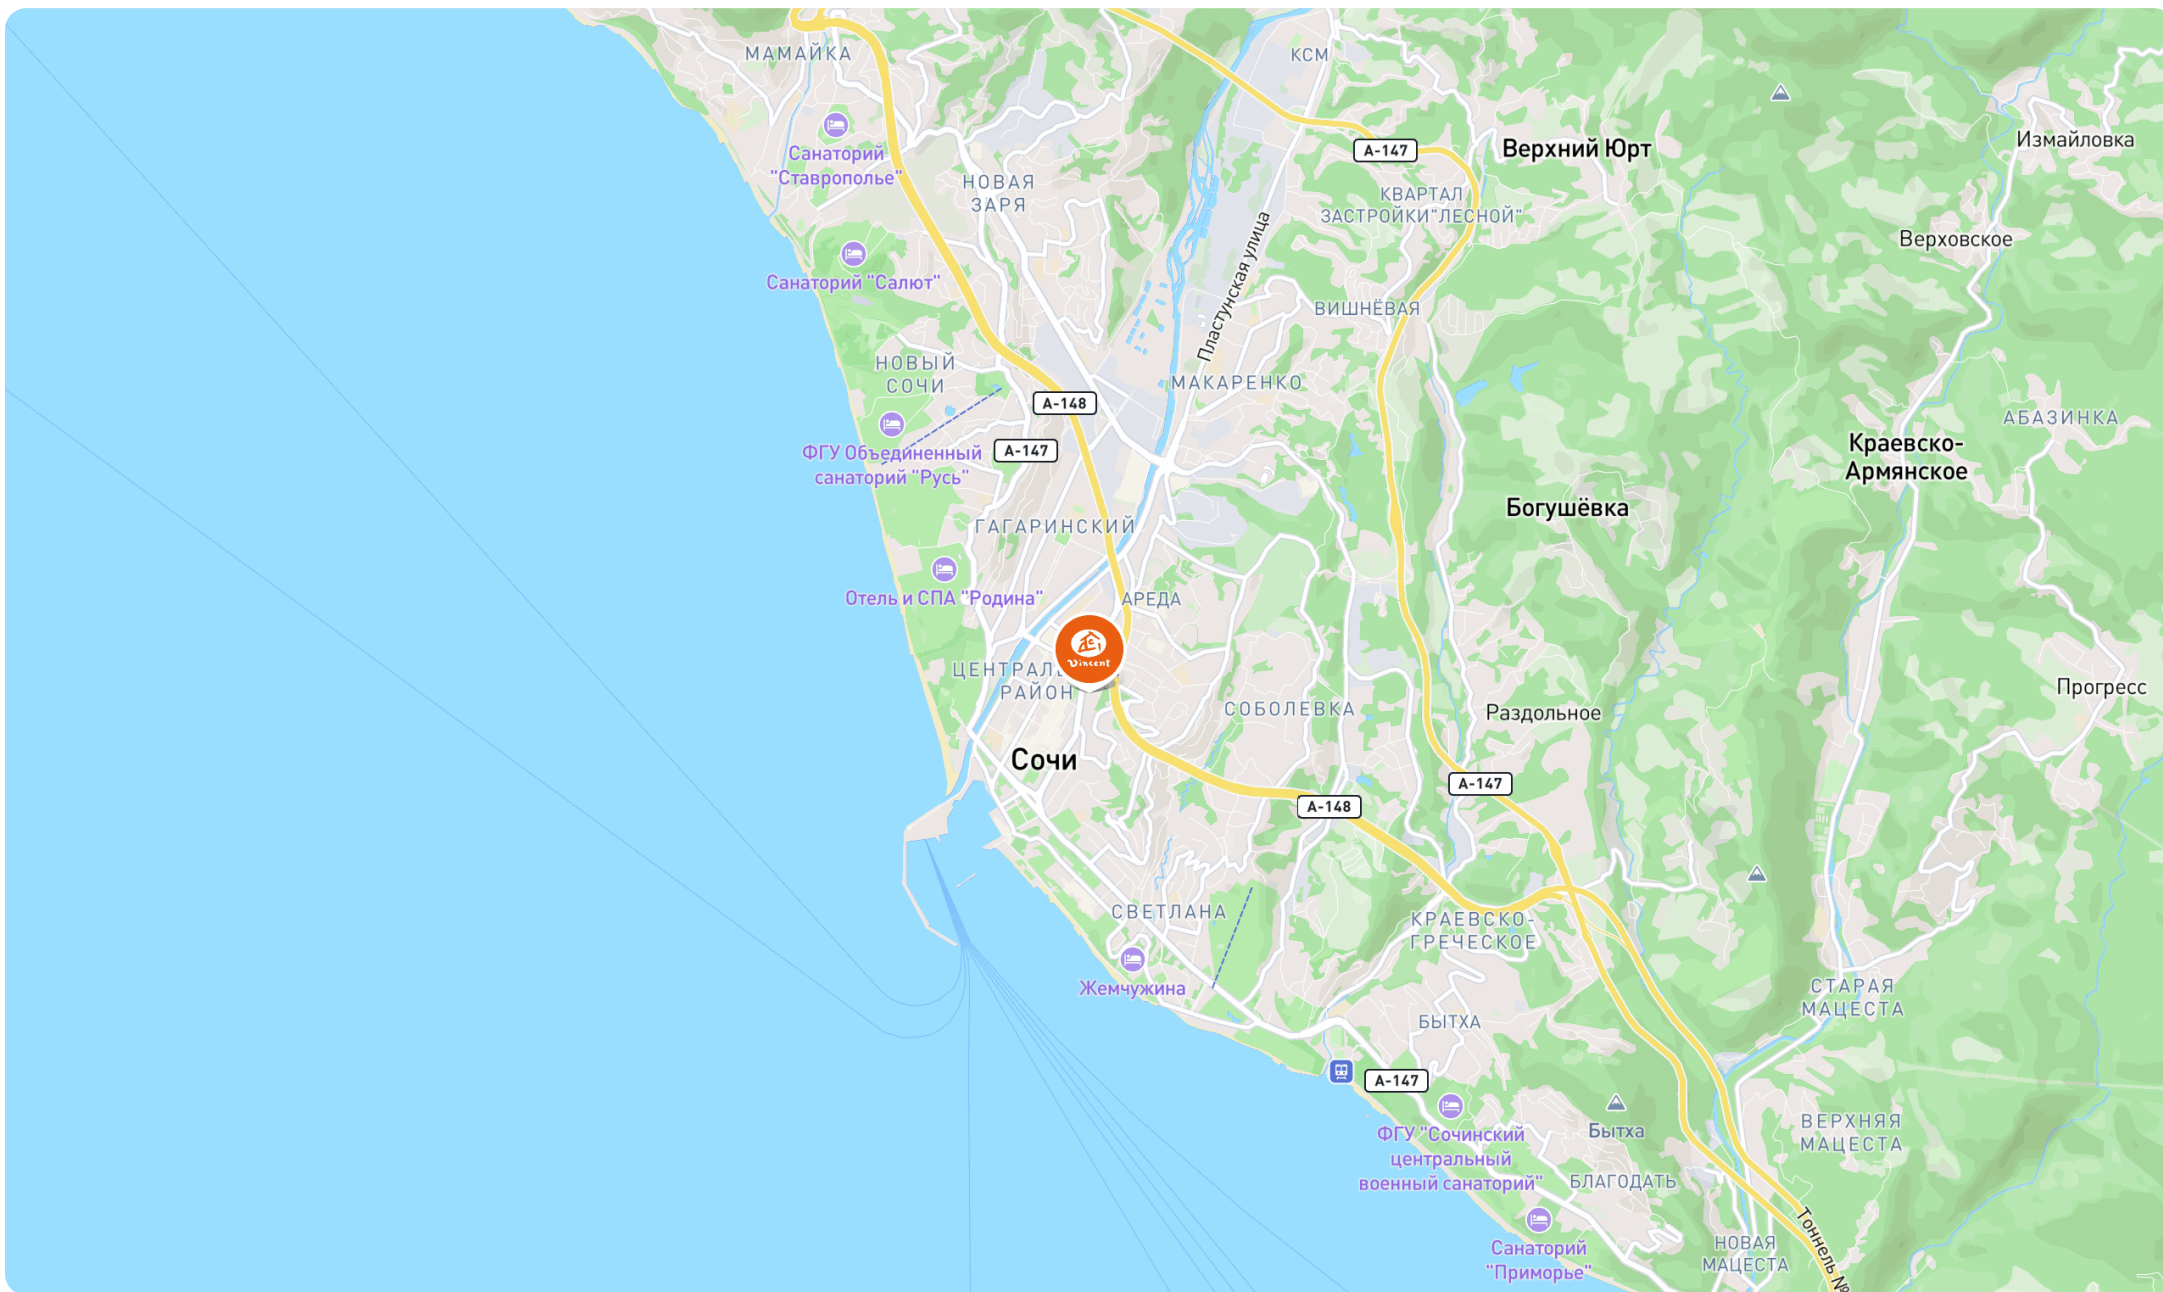 МАМАЙКА
КСМ
Санаторий
"Ставрополье"
НОВАЯ
ЗАРЯ
А-147
Верхний Юрт
Измайловка
КВАРТАЛ
ЗАСТРОЙКИ"ЛЕСНОЙ"
Верховское
Санаторий "Салют"
Пластунская улица
ВИШНЁВАЯ
НОВЫЙ
СОЧИ
МАКАРЕНКО
А-148
А-147
АБАЗИНКА
Краевско-
Армянское
ФГУ Объединенный
санаторий "Русь"
Богушёвка
ГАГАРИНСКИЙ
Отель и СПА "Родина"
АРЕДА
Vincent
ЦЕНТРАЛЬ
РАЙОН
Прогресс
СОБОЛЕВКА
Раздольное
Сочи
А-147
А-148
СВЕТЛАНА
КРАЕВСКО-
ГРЕЧЕСКОЕ
Жемчужина
СТАРАЯ
МАЦЕСТА
БЫТХА
А-147
ФГУ "Сочинский
центральный
военный санаторий"
Бытха
ВЕРХНЯЯ
МАЦЕСТА
БЛАГОДАТЬ
Санаторий
"Приморье"
НОВАЯ
МАЦЕСТА
Тоннель №